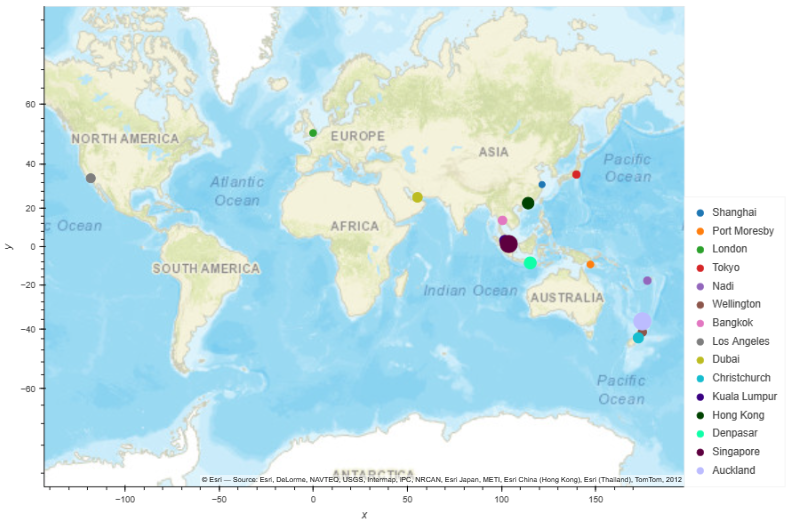 NORTH AMERICA
EUROPE
ASIA
Pacific
Ocean
Atlantic
Ocean
c Ocean
AFRICA
SOUTH AMERICA
Indian Ocean
AUSTRALIA
Pacific
Ocean
ANTARCTICA
© Esri — Source: Esri, DeLorme, NAVTEQ, USGS, Intermap, iPC, NRCAN, Esri Japan, METI, Esri China (Hong Kong), Esri (Thailand), TomTom, 2012
60
40
20
0
−20
−40
−60
y
−100
−50
0
50
100
150
x
Shanghai
Port Moresby
London
Tokyo
Nadi
Wellington
Bangkok
Los Angeles
Dubai
Christchurch
Kuala Lumpur
Hong Kong
Denpasar
Singapore
Auckland